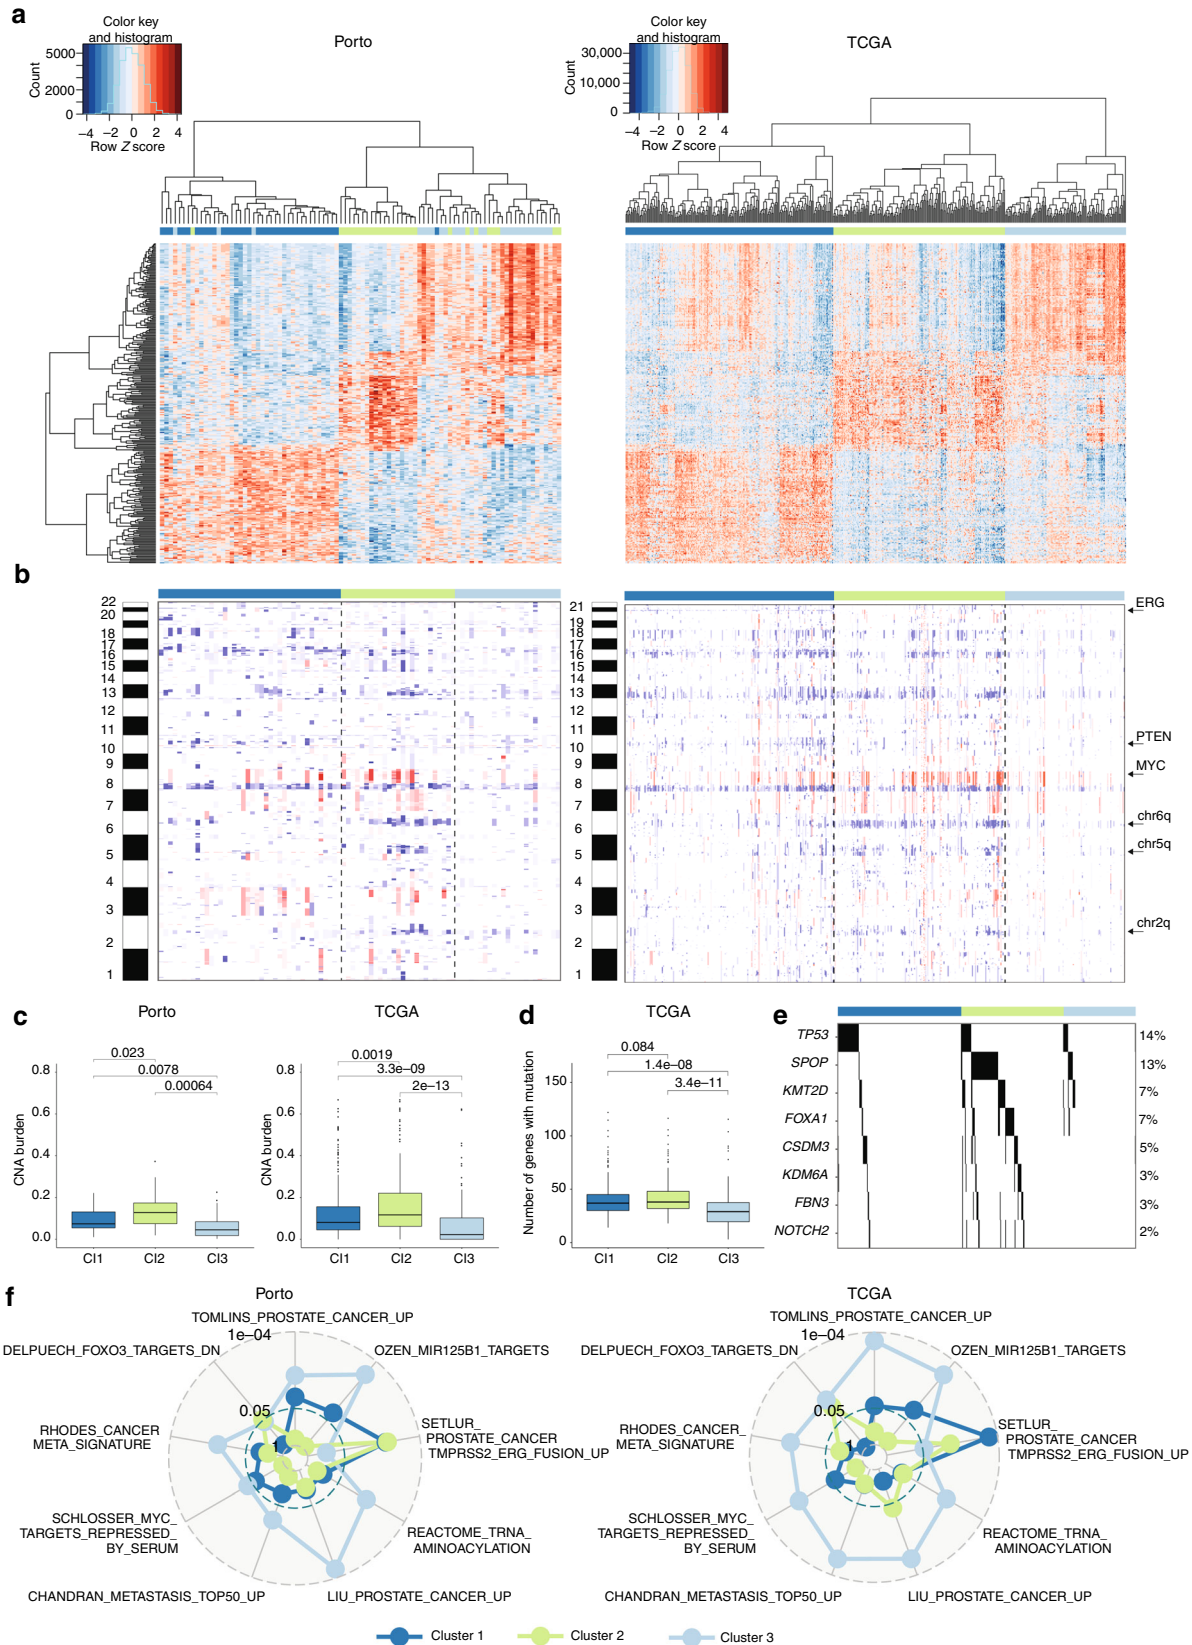 a
Color key
and histogram
Porto
5000
2000
0
Count
−4 −2 0 2 4
Row Z score
Color key
and histogram
TCGA
30,000
10,000
0
Count
−4 −2 0 2 4
Row Z score
b
22
20
18
17
16
15
14
13
12
11
10
9
8
7
6
5
4
3
2
1
21
19
18
17
16
15
14
13
12
11
10
9
8
7
6
5
4
3
2
1
ERG
PTEN
MYC
chr6q
chr5q
chr2q
c
Porto
CNA burden
0.8
0.6
0.4
0.2
0.0
0.023
0.0078
0.00064
Cl1 Cl2 Cl3
TCGA
CNA burden
0.8
0.6
0.4
0.2
0.0
0.0019
3.3e−09
2e−13
Cl1 Cl2 Cl3
d
TCGA
Number of genes with mutation
150
100
50
0
0.084
1.4e−08
3.4e−11
Cl1 Cl2 Cl3
e
TP53 14%
SPOP 13%
KMT2D 7%
FOXA1 7%
CSDM3 5%
KDM6A 3%
FBN3 3%
NOTCH2 2%
f
Porto
TOMLINS_PROSTATE_CANCER_UP
1e−04
DELPUECH_FOXO3_TARGETS_DN
OZEN_MIR125B1_TARGETS
0.05
1
RHODES_CANCER
META_SIGNATURE
SETLUR_
PROSTATE_CANCER
TMPRSS2_ERG_FUSION_UP
SCHLOSSER_MYC_
TARGETS_REPRESSED_
BY_SERUM
REACTOME_TRNA_
AMINOACYLATION
CHANDRAN_METASTASIS_TOP50_UP
LIU_PROSTATE_CANCER_UP
TCGA
TOMLINS_PROSTATE_CANCER_UP
1e−04
DELPUECH_FOXO3_TARGETS_DN
OZEN_MIR125B1_TARGETS
0.05
1
RHODES_CANCER_
META_SIGNATURE
SETLUR_
PROSTATE_CANCER
TMPRSS2_ERG_FUSION_UP
SCHLOSSER_MYC_
TARGETS_REPRESSED_
BY_SERUM
REACTOME_TRNA_
AMINOACYLATION
CHANDRAN_METASTASIS_TOP50_UP
LIU_PROSTATE_CANCER_UP
Cluster 1
Cluster 2
Cluster 3